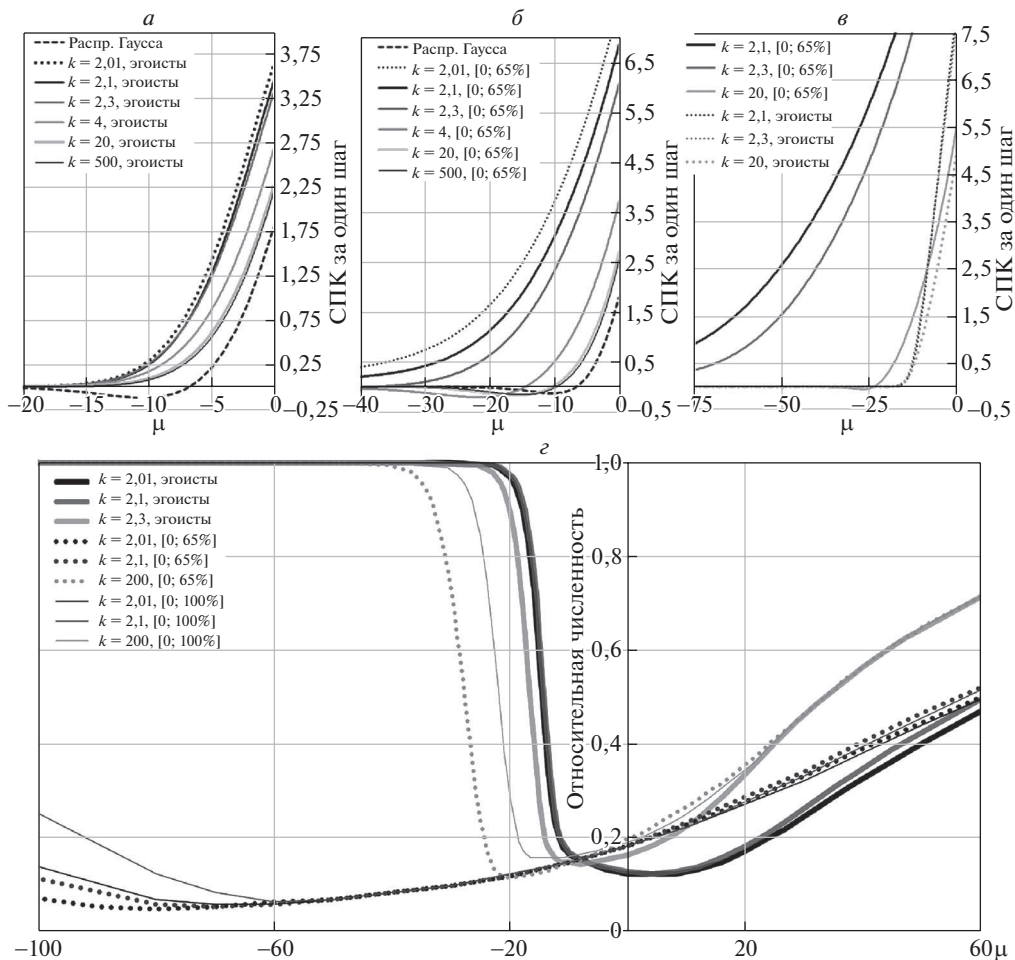 а
Распр. Гаусса
k = 2,01, эгоисты
k = 2,1, эгоисты
k = 2,3, эгоисты
k = 4, эгоисты
k = 20, эгоисты
k = 500, эгоисты
3,75
3,25
2,75
2,25
1,75
1,25
0,75
0,25
−0,25
СПК за один шаг
−20 −15 −10 −5 0
μ
б
Распр. Гаусса
k = 2,01, [0; 65%]
k = 2,1, [0; 65%]
k = 2,3, [0; 65%]
k = 4, [0; 65%]
k = 20, [0; 65%]
k = 500, [0; 65%]
6,5
5,5
4,5
3,5
2,5
1,5
0,5
−0,5
СПК за один шаг
−40 −30 −20 −10 0
μ
в
k = 2,1, [0; 65%]
k = 2,3, [0; 65%]
k = 20, [0; 65%]
k = 2,1, эгоисты
k = 2,3, эгоисты
k = 20, эгоисты
7,5
6,5
5,5
4,5
3,5
2,5
1,5
0,5
−0,5
СПК за один шаг
−75 −50 −25 0
μ
г
k = 2,01, эгоисты
k = 2,1, эгоисты
k = 2,3, эгоисты
k = 2,01, [0; 65%]
k = 2,1, [0; 65%]
k = 200, [0; 65%]
k = 2,01, [0; 100%]
k = 2,1, [0; 100%]
k = 200, [0; 100%]
1,0
0,8
0,6
0,4
0,2
0
Относительная численность
−100 −60 −20 0 20 60 μ